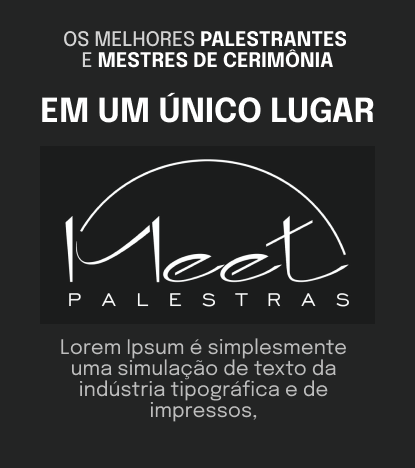 OS MELHORES PALESTRANTES
E MESTRES DE CERIMÔNIA
EM UM ÚNICO LUGAR
Meet
PALESTRAS
Lorem Ipsum é simplesmente
uma simulação de texto da
indústria tipográfica e de
impressos,